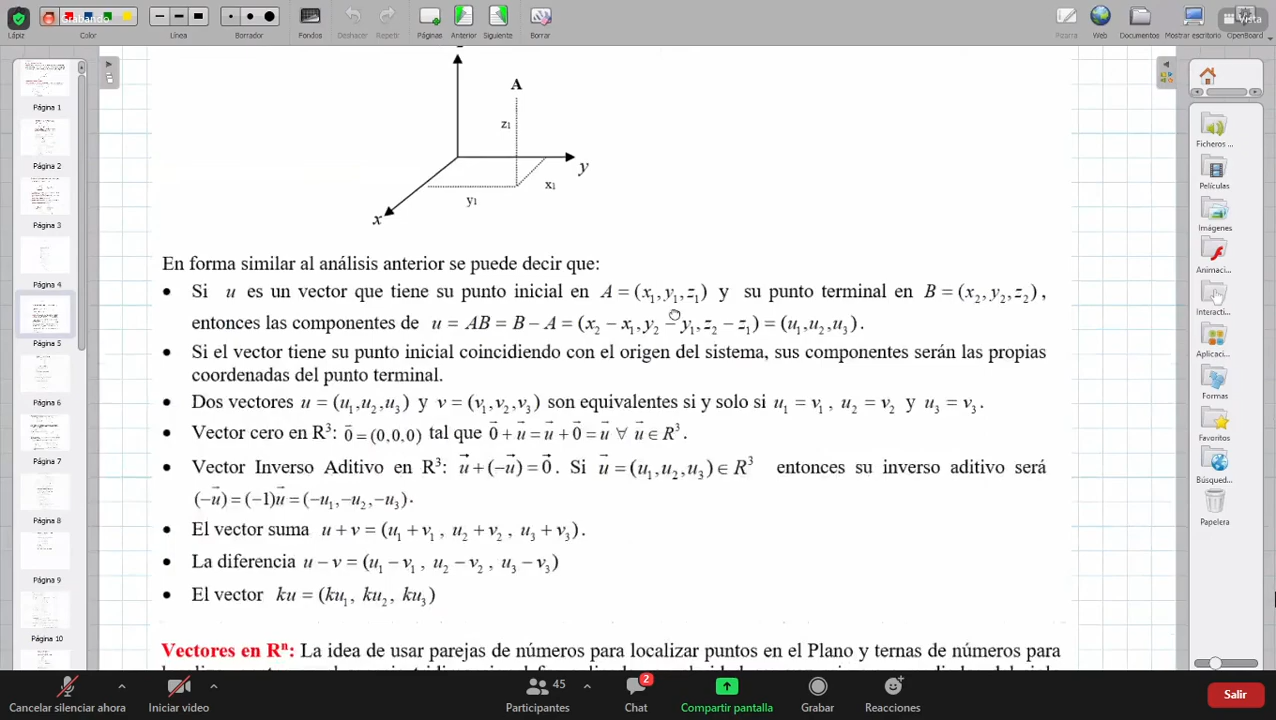 Grabando
Vista
Lápiz
Color
Línea
Borrador
Fondos
Deshacer
Repetir
Páginas
Anterior
Siguiente
Borrar
Pizarra
Web
Documentos
Mostrar escritorio
OpenBoard
Página 1
Página 2
Página 3
Página 4
Página 5
Página 6
Página 7
Página 8
Página 9
Página 10
A
z₁
y
x₁
y₁
x
En forma similar al análisis anterior se puede decir que:
• Si u es un vector que tiene su punto inicial en A = (x₁, y₁, z₁) y su punto terminal en B = (x₂, y₂, z₂),
entonces las componentes de u = AB = B − A = (x₂ − x₁, y₂ − y₁, z₂ − z₁) = (u₁, u₂, u₃).
• Si el vector tiene su punto inicial coincidiendo con el origen del sistema, sus componentes serán las propias
coordenadas del punto terminal.
• Dos vectores u = (u₁, u₂, u₃) y v = (v₁, v₂, v₃) son equivalentes si y solo si u₁ = v₁, u₂ = v₂ y u₃ = v₃.
• Vector cero en R³: 0⃗ = (0,0,0) tal que 0⃗ + u⃗ = u⃗ + 0⃗ = u⃗ ∀ u⃗ ∈ R³.
• Vector Inverso Aditivo en R³: u⃗ + (−u⃗) = 0⃗. Si u⃗ = (u₁, u₂, u₃) ∈ R³ entonces su inverso aditivo será
(−u⃗) = (−1)u⃗ = (−u₁, −u₂, −u₃).
• El vector suma u + v = (u₁ + v₁, u₂ + v₂, u₃ + v₃).
• La diferencia u − v = (u₁ − v₁, u₂ − v₂, u₃ − v₃)
• El vector ku = (ku₁, ku₂, ku₃)
Vectores en Rⁿ: La idea de usar parejas de números para localizar puntos en el Plano y ternas de números para
Ficheros ...
Películas
Imágenes
Animaci...
Interacti...
Aplicaci...
Formas
Favoritos
Búsqued...
Papelera
Cancelar silenciar ahora
Iniciar video
45
Participantes
2
Chat
Compartir pantalla
Grabar
Reacciones
Salir